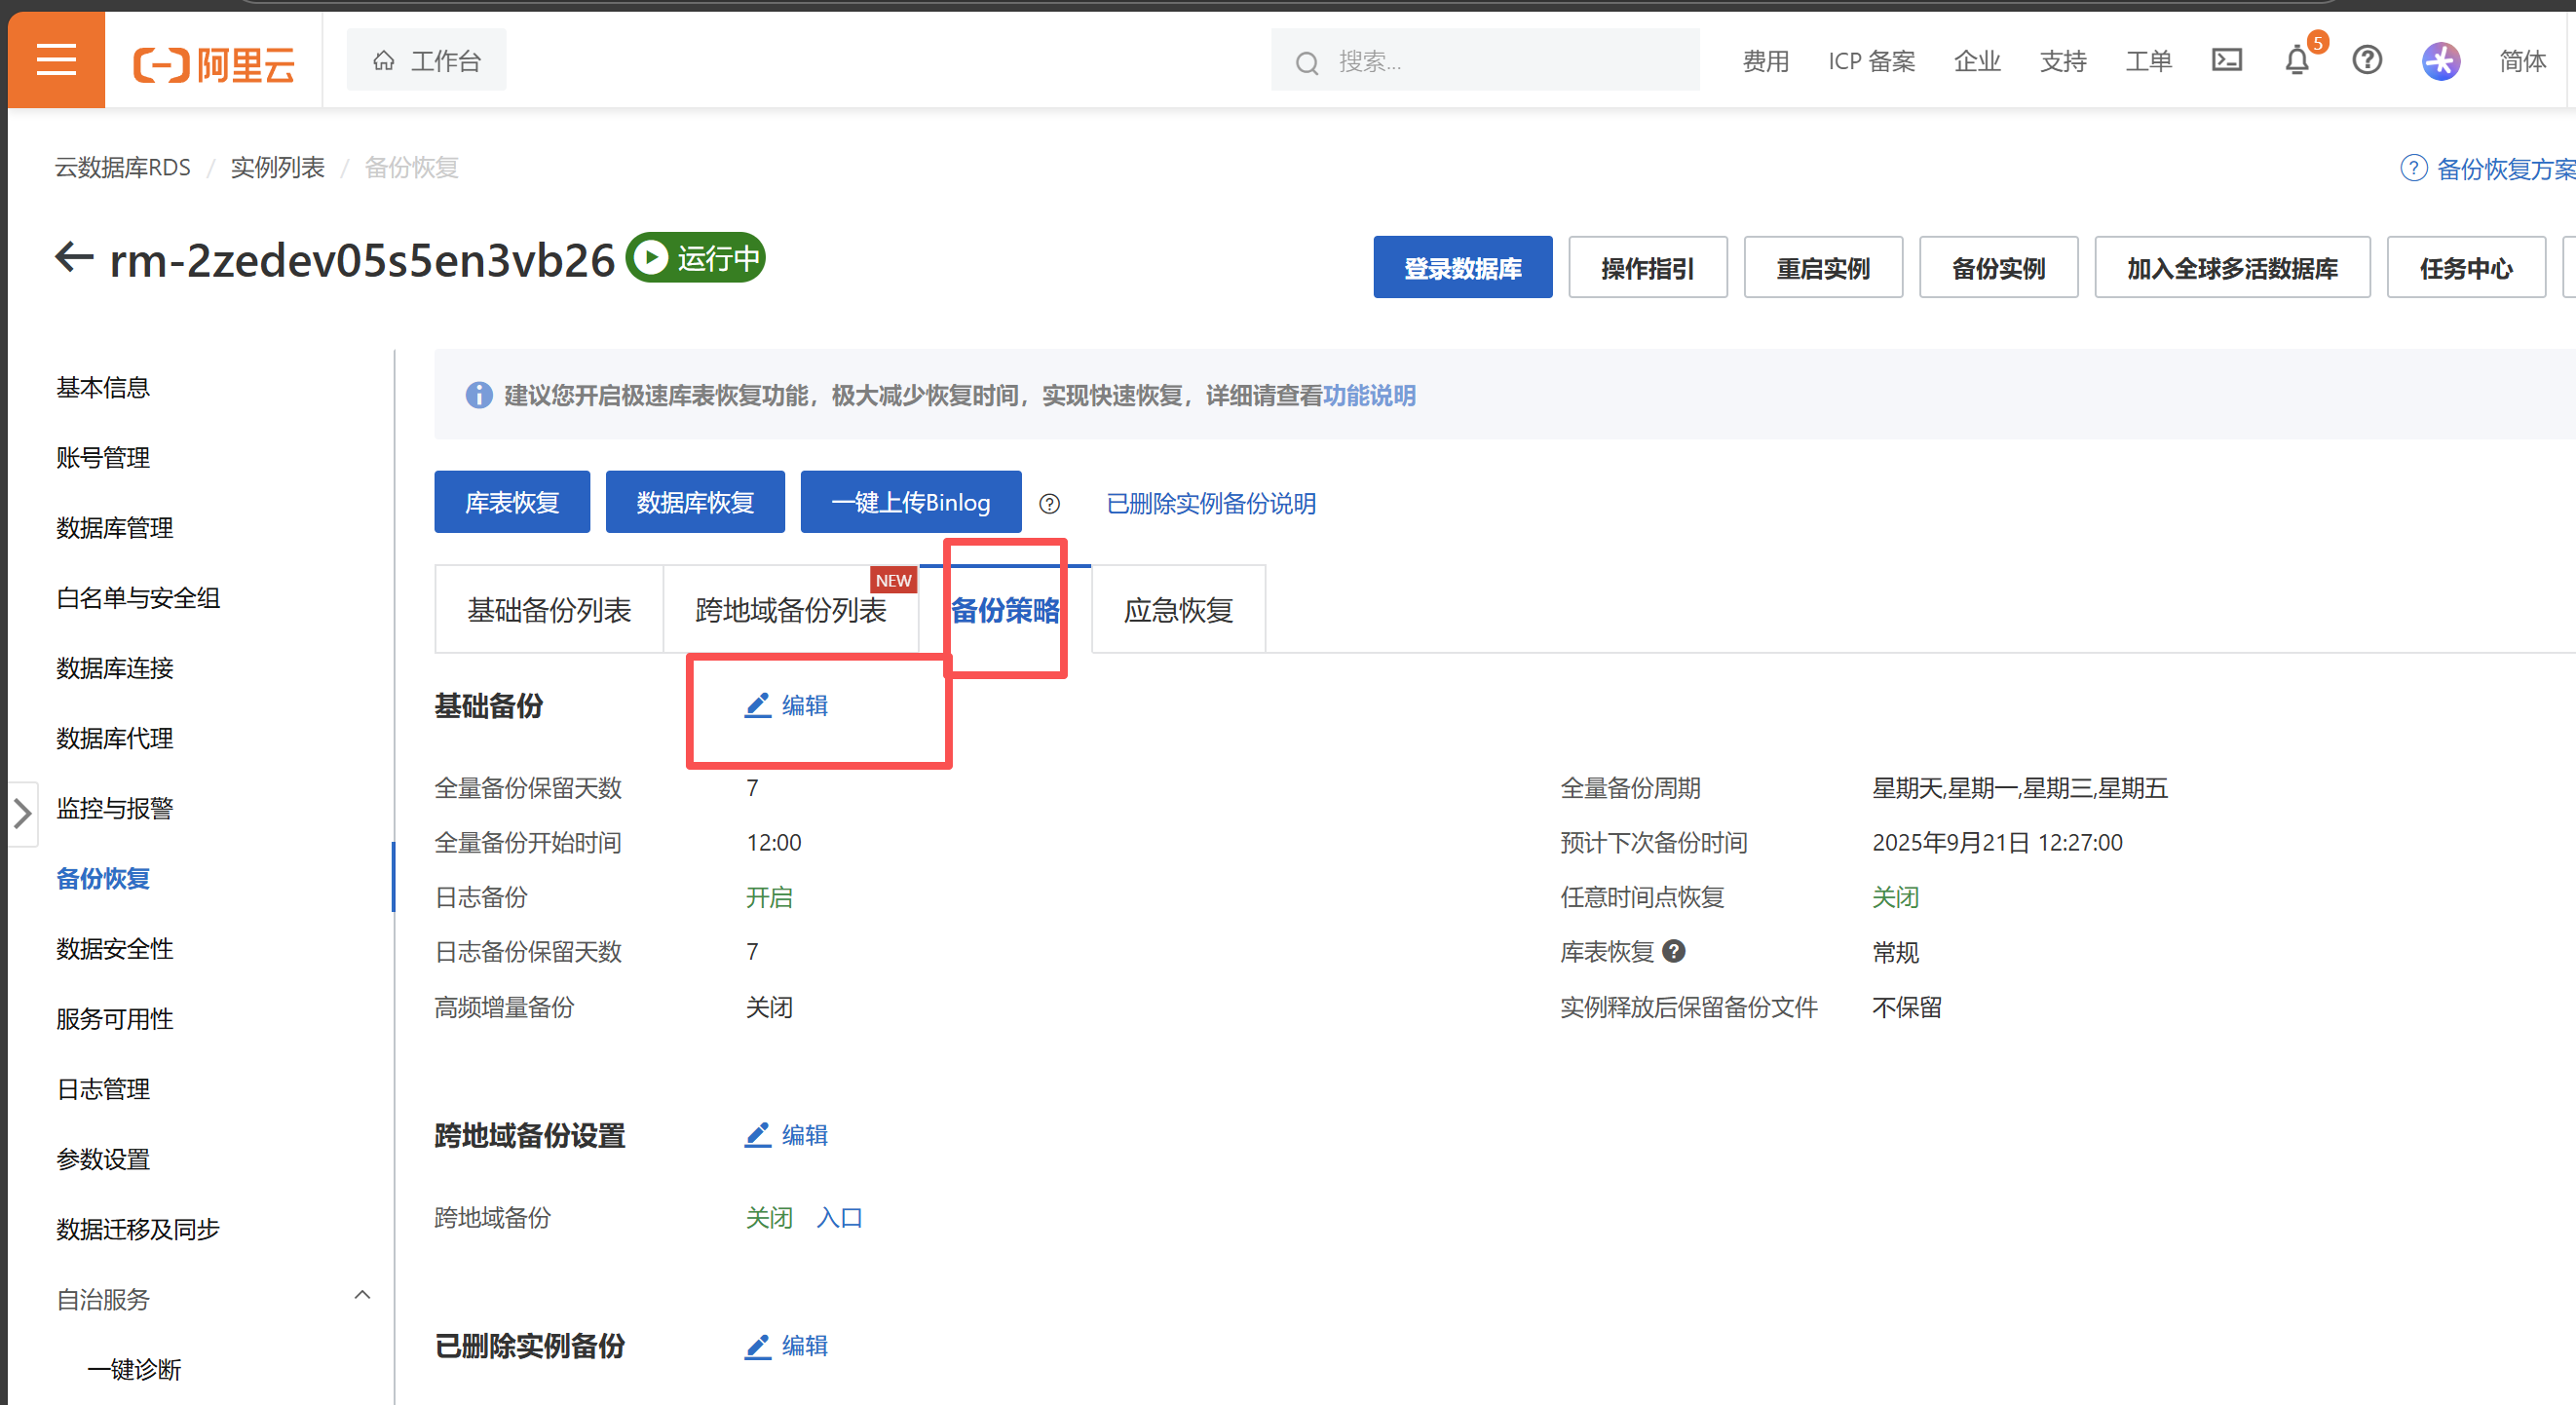 阿里云
工作台
搜索...
费用
ICP 备案
企业
支持
工单
5
简体
云数据库RDS / 实例列表 / 备份恢复
备份恢复方案
rm-2zedev05s5en3vb26
运行中
登录数据库
操作指引
重启实例
备份实例
加入全球多活数据库
任务中心
基本信息
账号管理
数据库管理
白名单与安全组
数据库连接
数据库代理
监控与报警
备份恢复
数据安全性
服务可用性
日志管理
参数设置
数据迁移及同步
自治服务
一键诊断
建议您开启极速库表恢复功能，极大减少恢复时间，实现快速恢复，详细请查看功能说明
库表恢复
数据库恢复
一键上传Binlog
已删除实例备份说明
基础备份列表
跨地域备份列表
NEW
备份策略
应急恢复
基础备份
编辑
全量备份保留天数 7
全量备份周期 星期天,星期一,星期三,星期五
全量备份开始时间 12:00
预计下次备份时间 2025年9月21日 12:27:00
日志备份 开启
任意时间点恢复 关闭
日志备份保留天数 7
库表恢复 常规
高频增量备份 关闭
实例释放后保留备份文件 不保留
跨地域备份设置
编辑
跨地域备份 关闭 入口
已删除实例备份
编辑